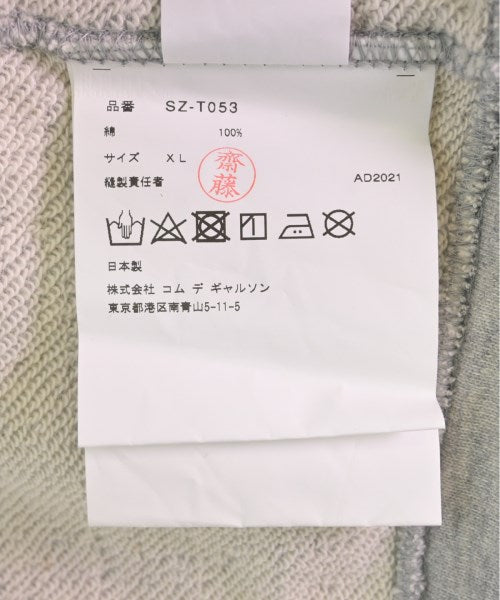 品番 SZ-T053
綿 100%
サイズ XL
縫製責任者 齋藤 AD2021
日本製
株式会社 コム デ ギャルソン
東京都港区南青山5-11-5